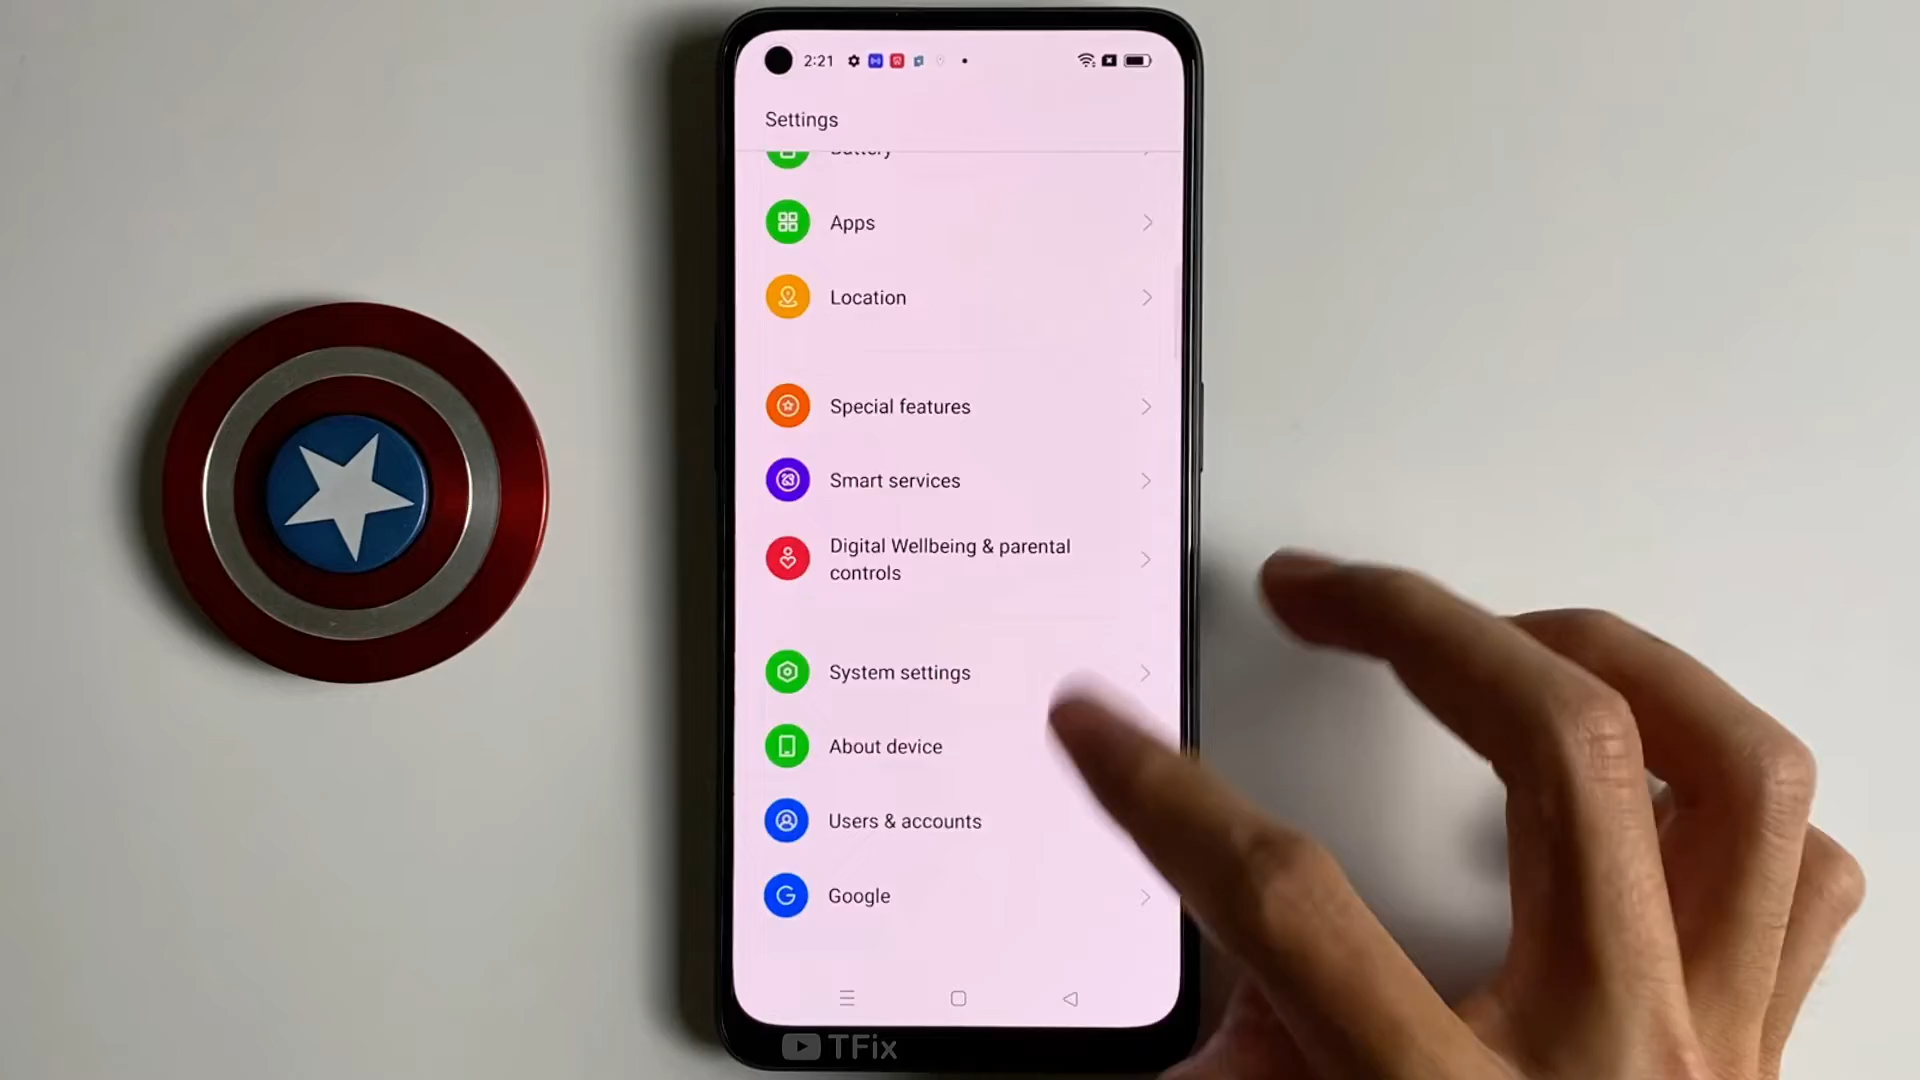 2:21
Settings
Battery
Apps
Location
Special features
Smart services
Digital Wellbeing & parental
controls
System settings
About device
Users & accounts
Google
TFix